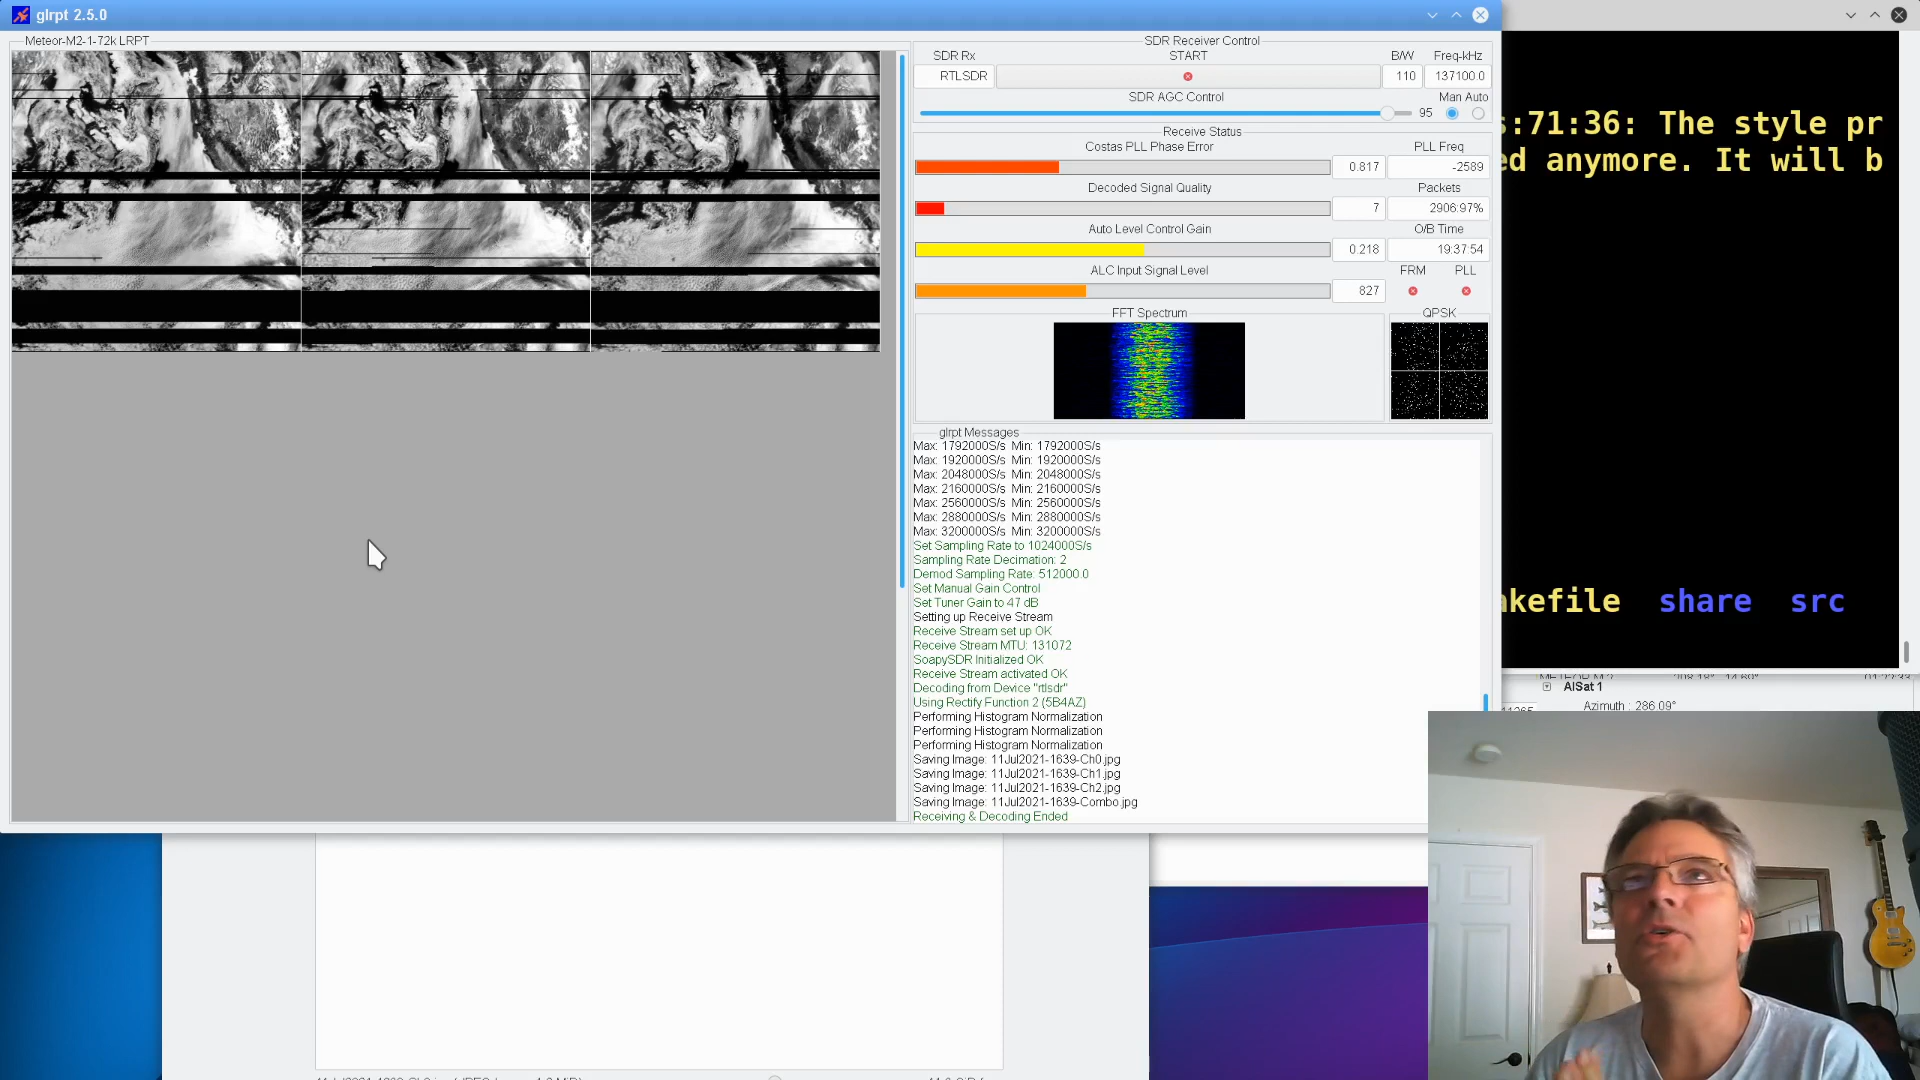 glrpt 2.5.0
Meteor-M2-1-72k LRPT
SDR Receiver Control
SDR Rx START B/W Freq-kHz
RTLSDR 110 137100.0
SDR AGC Control Man Auto
95
Receive Status
Costas PLL Phase Error PLL Freq
0.817 -2589
Decoded Signal Quality Packets
7 2906:97%
Auto Level Control Gain O/B Time
0.218 19:37:54
ALC Input Signal Level FRM PLL
827
FFT Spectrum QPSK
glrpt Messages
Max: 1792000S/s Min: 1792000S/s
Max: 1920000S/s Min: 1920000S/s
Max: 2048000S/s Min: 2048000S/s
Max: 2160000S/s Min: 2160000S/s
Max: 2560000S/s Min: 2560000S/s
Max: 2880000S/s Min: 2880000S/s
Max: 3200000S/s Min: 3200000S/s
Set Sampling Rate to 1024000S/s
Sampling Rate Decimation: 2
Demod Sampling Rate: 512000.0
Set Manual Gain Control
Set Tuner Gain to 47 dB
Setting up Receive Stream
Receive Stream set up OK
Receive Stream MTU: 131072
SoapySDR Initialized OK
Receive Stream activated OK
Decoding from Device "rtlsdr"
Using Rectify Function 2 (5B4AZ)
Performing Histogram Normalization
Performing Histogram Normalization
Performing Histogram Normalization
Saving Image: 11Jul2021-1639-Ch0.jpg
Saving Image: 11Jul2021-1639-Ch1.jpg
Saving Image: 11Jul2021-1639-Ch2.jpg
Saving Image: 11Jul2021-1639-Combo.jpg
Receiving & Decoding Ended
:71:36: The style pr
ed anymore. It will b
akefile share src
AlSat 1
Azimuth : 286.09°